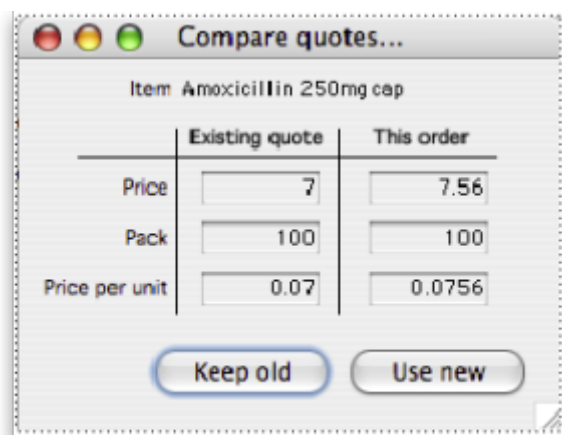 Compare quotes...
Item Amoxicillin 250mg cap
Existing quote This order
Price 7 7.56
Pack 100 100
Price per unit 0.07 0.0756
Keep old Use new